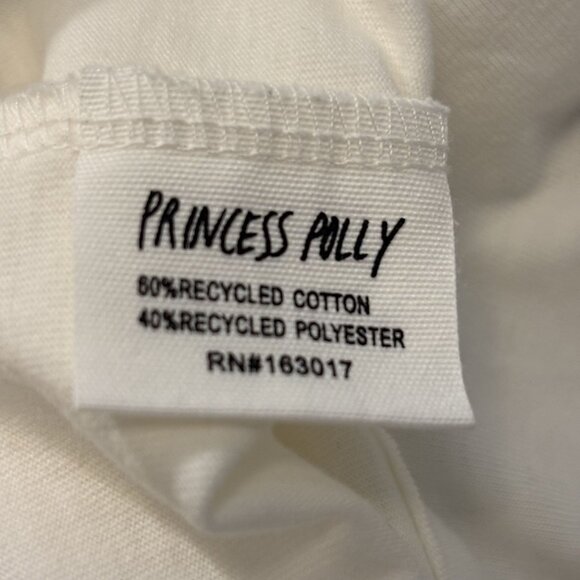 PRINCESS POLLY
60%RECYCLED COTTON
40%RECYCLED POLYESTER
RN#163017